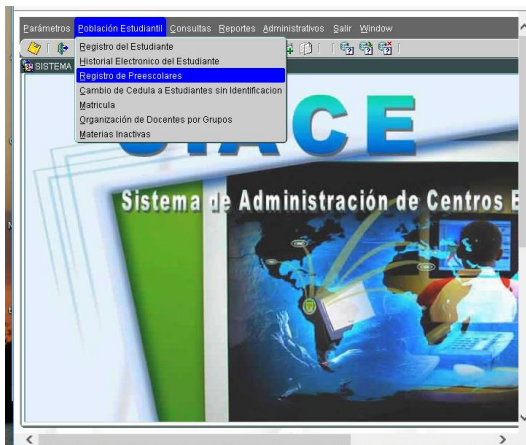 Parámetros Población Estudiantil Consultas Reportes Administrativos Salir Window
Registro del Estudiante
Historial Electronico del Estudiante
Registro de Preescolares
Cambio de Cedula a Estudiantes sin Identificacion
Matricula
Organización de Docentes por Grupos
Materias Inactivas
SISTEMA
Sistema de Administración de Centros E